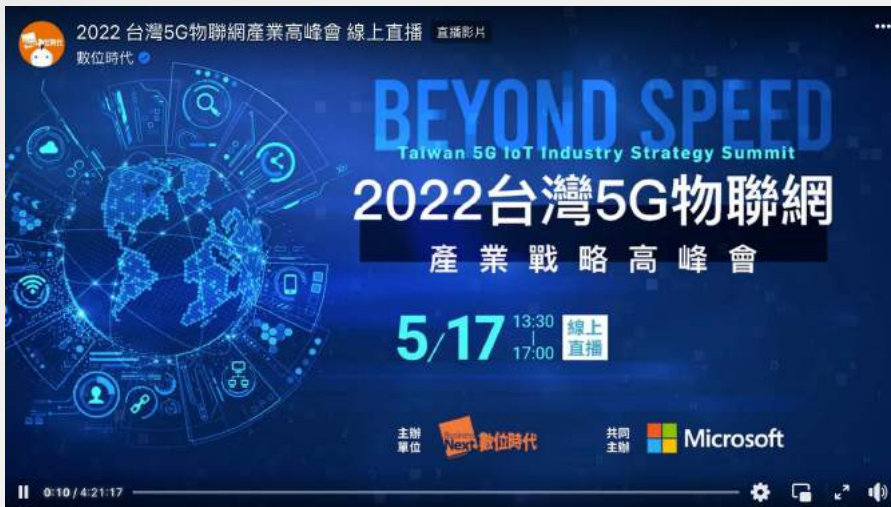 2022 台灣5G物聯網產業高峰會 線上直播 直播影片
數位時代
BEYOND SPEED
Taiwan 5G IoT Industry Strategy Summit
2022台灣5G物聯網
產業戰略高峰會
5/17 13:30 | 17:00 線上直播
主辦單位 Business Next 數位時代 共同主辦 Microsoft
0:10 / 4:21:17